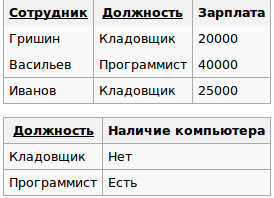 Сотрудник Должность Зарплата
Гришин Кладовщик 20000
Васильев Программист 40000
Иванов Кладовщик 25000
Должность Наличие компьютера
Кладовщик Нет
Программист Есть